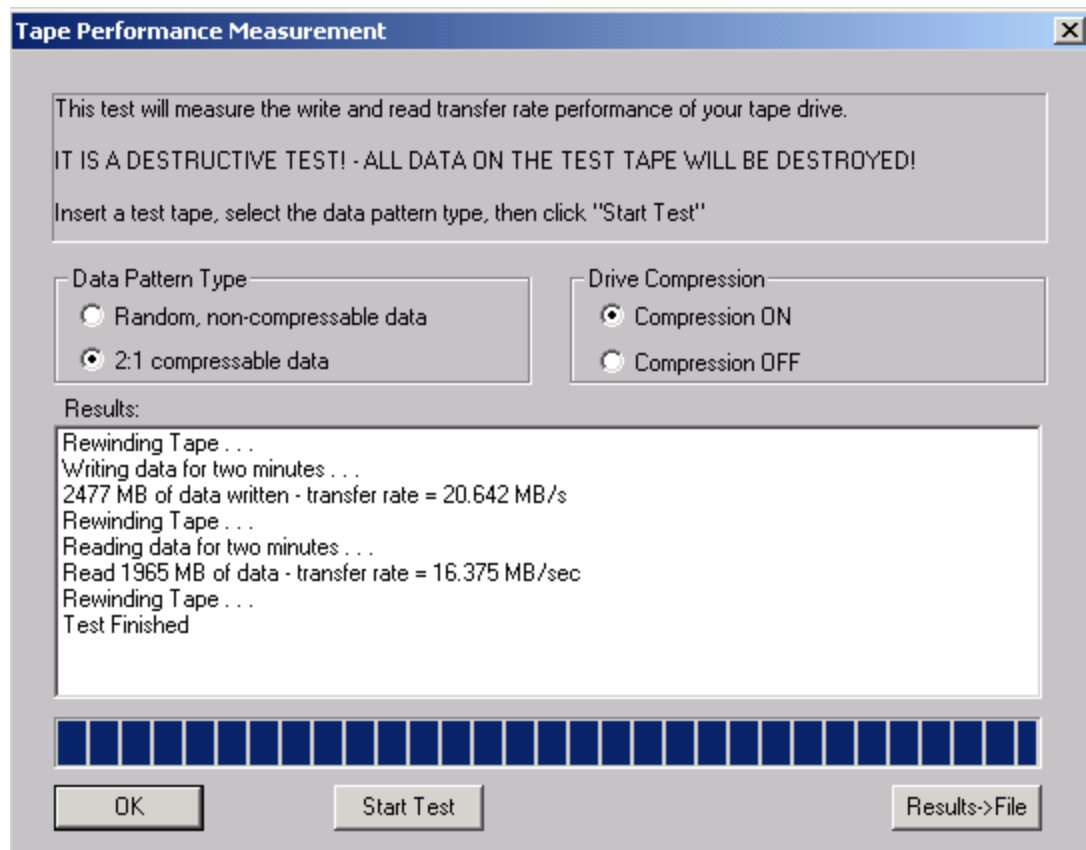 Tape Performance Measurement
This test will measure the write and read transfer rate performance of your tape drive.
IT IS A DESTRUCTIVE TEST! - ALL DATA ON THE TEST TAPE WILL BE DESTROYED!
Insert a test tape, select the data pattern type, then click "Start Test"
Data Pattern Type
Random, non-compressable data
2:1 compressable data
Drive Compression
Compression ON
Compression OFF
Results:
Rewinding Tape . . .
Writing data for two minutes . . .
2477 MB of data written - transfer rate = 20.642 MB/s
Rewinding Tape . . .
Reading data for two minutes . . .
Read 1965 MB of data - transfer rate = 16.375 MB/sec
Rewinding Tape . . .
Test Finished
OK
Start Test
Results->File